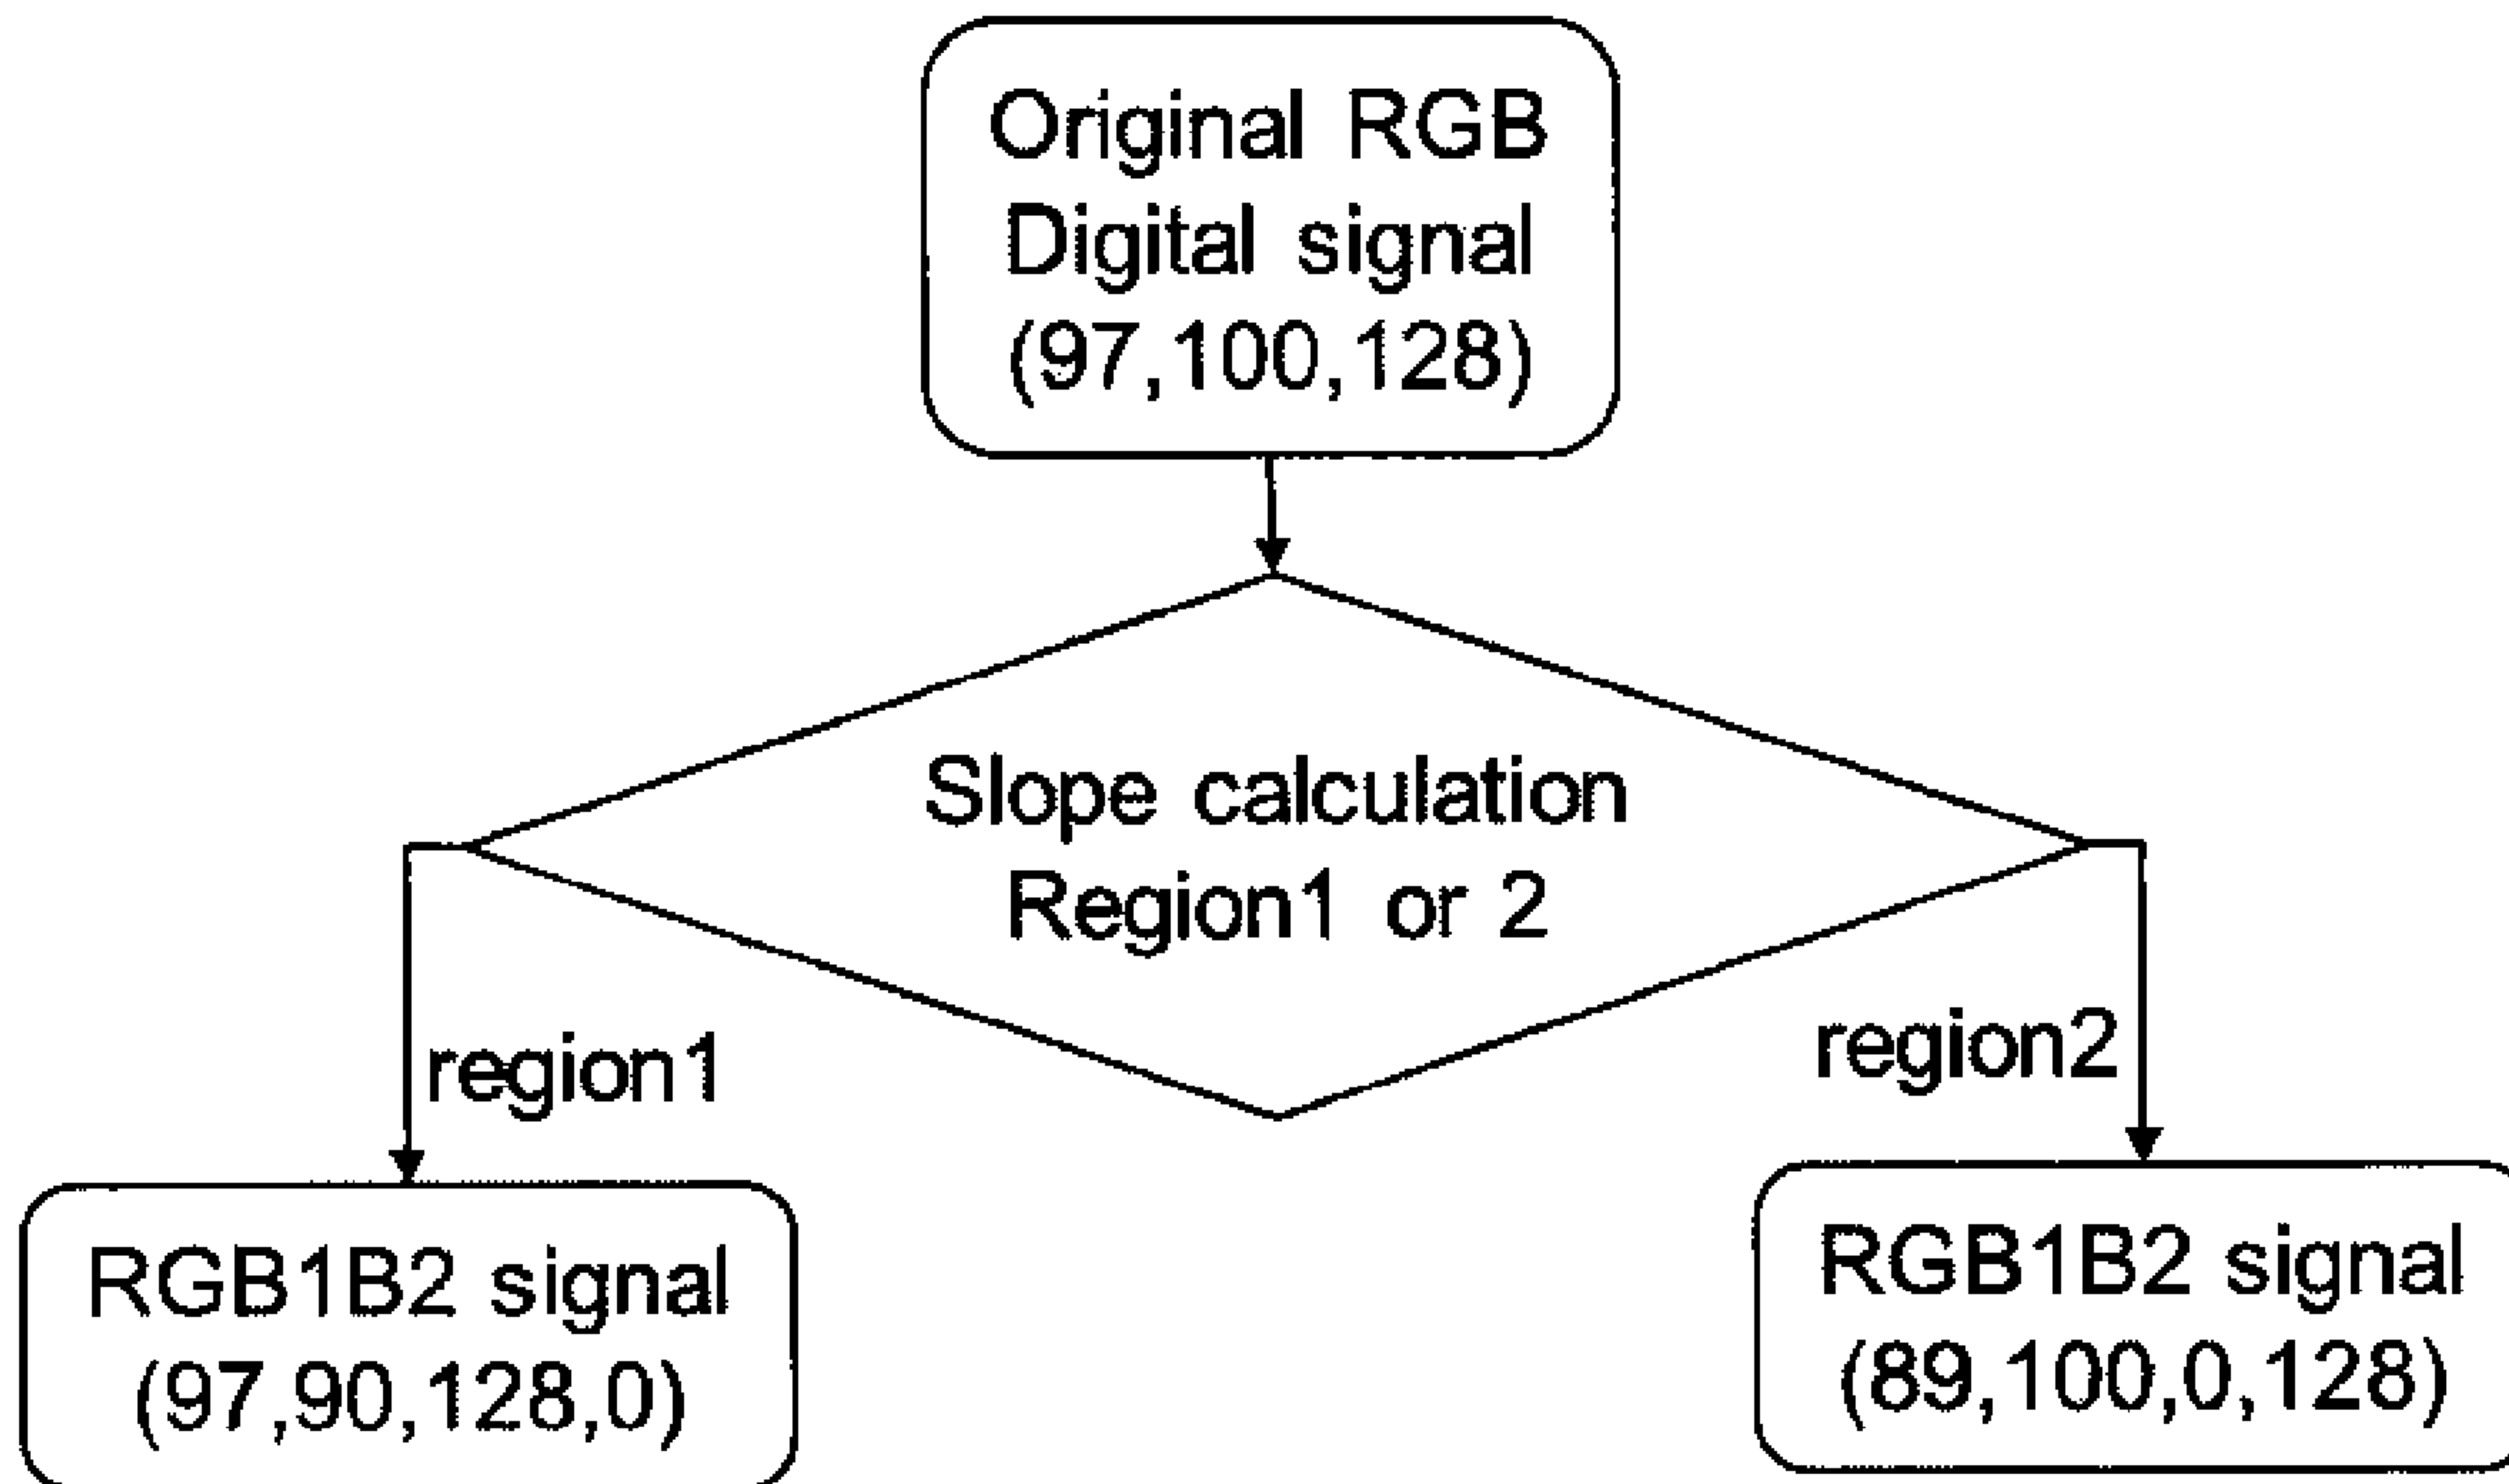 Original RGB
Digital signal
(97,100,128)
Slope calculation
Region1 or 2
region1
region2
RGB1B2 signal
(97,90,128,0)
RGB1B2 signal
(89,100,0,128)